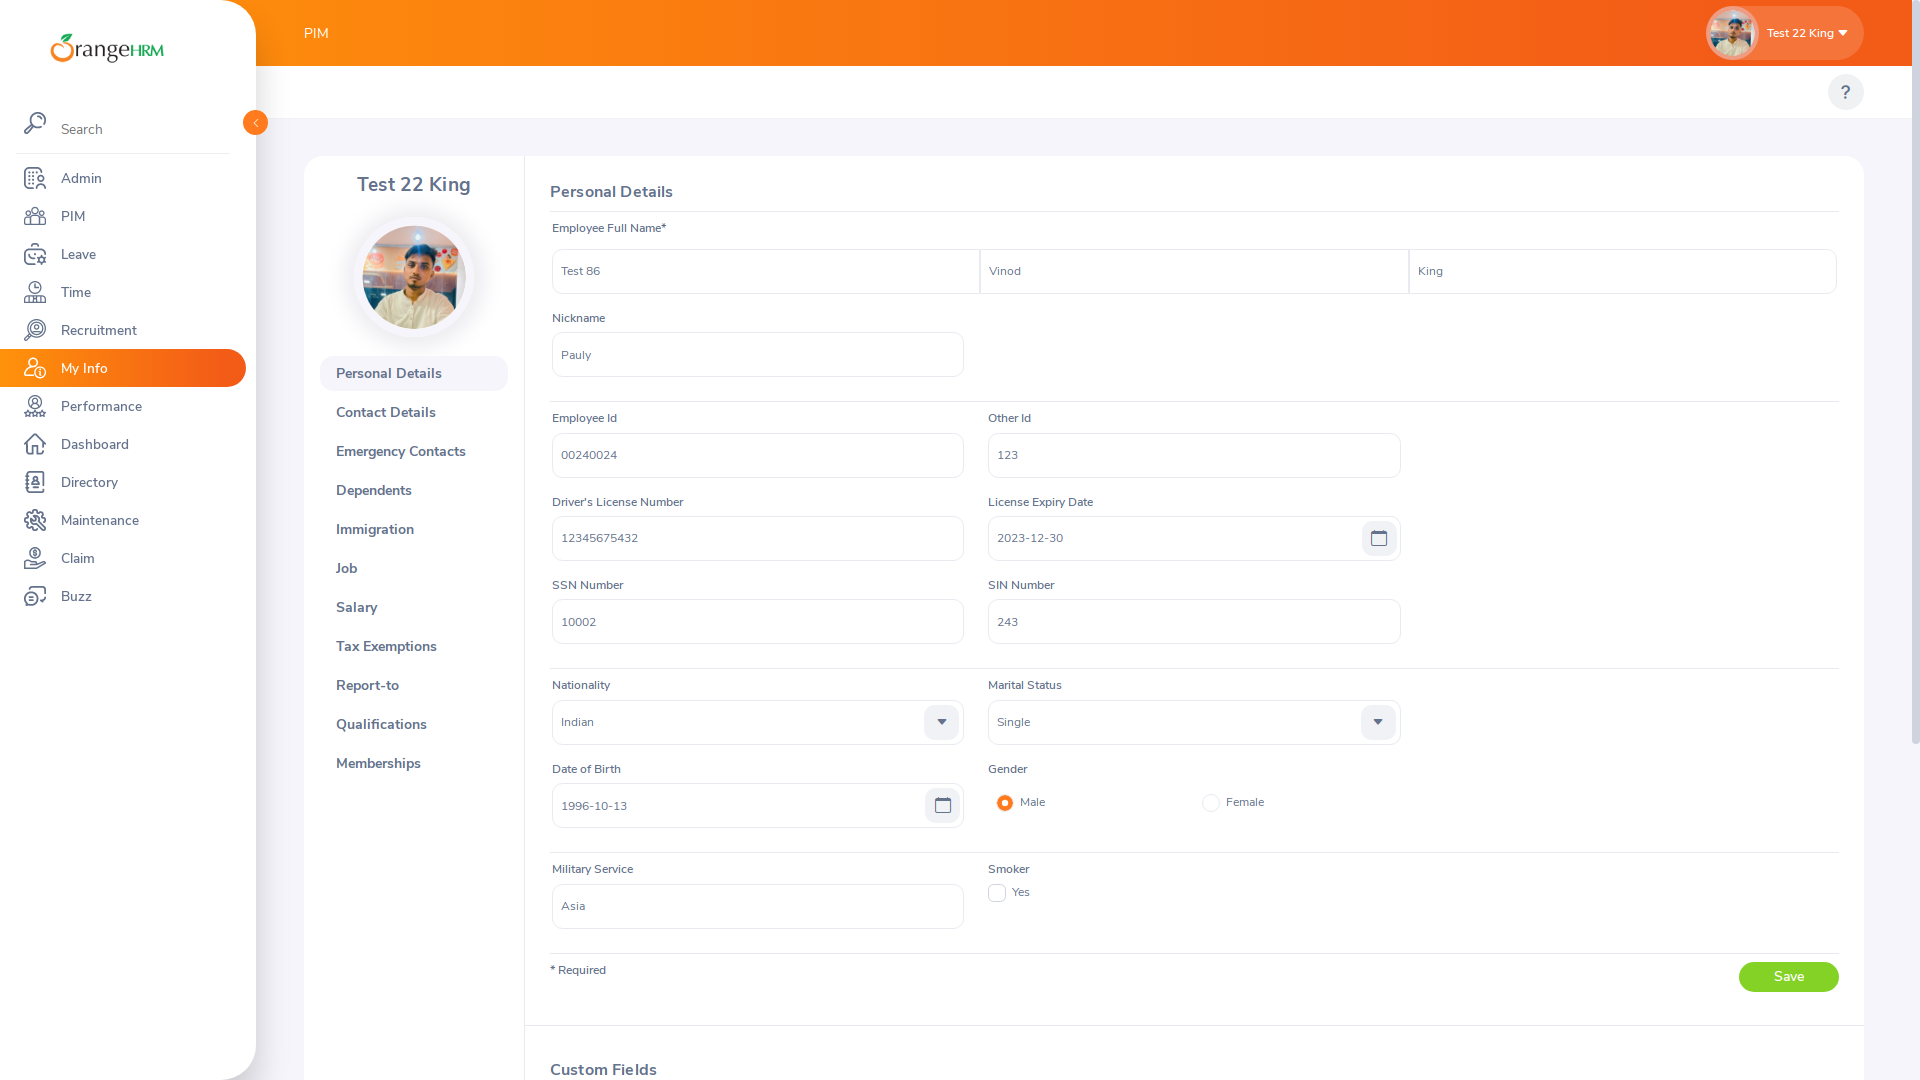 OrangeHRM
PIM
Test 22 King
?
Search
Admin
PIM
Leave
Time
Recruitment
My Info
Performance
Dashboard
Directory
Maintenance
Claim
Buzz
Test 22 King
Personal Details
Contact Details
Emergency Contacts
Dependents
Immigration
Job
Salary
Tax Exemptions
Report-to
Qualifications
Memberships
Personal Details
Employee Full Name*
Test 86 Vinod King
Nickname
Pauly
Employee Id Other Id
00240024 123
Driver's License Number License Expiry Date
12345675432 2023-12-30
SSN Number SIN Number
10002 243
Nationality Marital Status
Indian Single
Date of Birth Gender
1996-10-13 Male Female
Military Service Smoker
Asia Yes
* Required
Save
Custom Fields